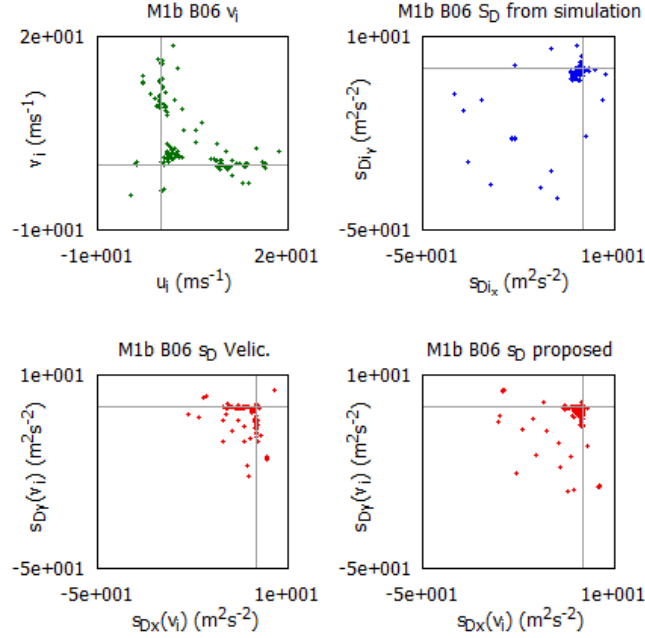 M1b B06 vi
2e+001
vi (ms-1)
-1e+001
-1e+001
2e+001
ui (ms-1)
M1b B06 SD from simulation
1e+001
sDiy (m2s-2)
-5e+001
-5e+001
1e+001
sDix (m2s-2)
M1b B06 sD Velic.
1e+001
sDy(vi) (m2s-2)
-5e+001
-5e+001
1e+001
sDx(vi) (m2s-2)
M1b B06 sD proposed
1e+001
sDy(vi) (m2s-2)
-5e+001
-5e+001
1e+001
sDx(vi) (m2s-2)